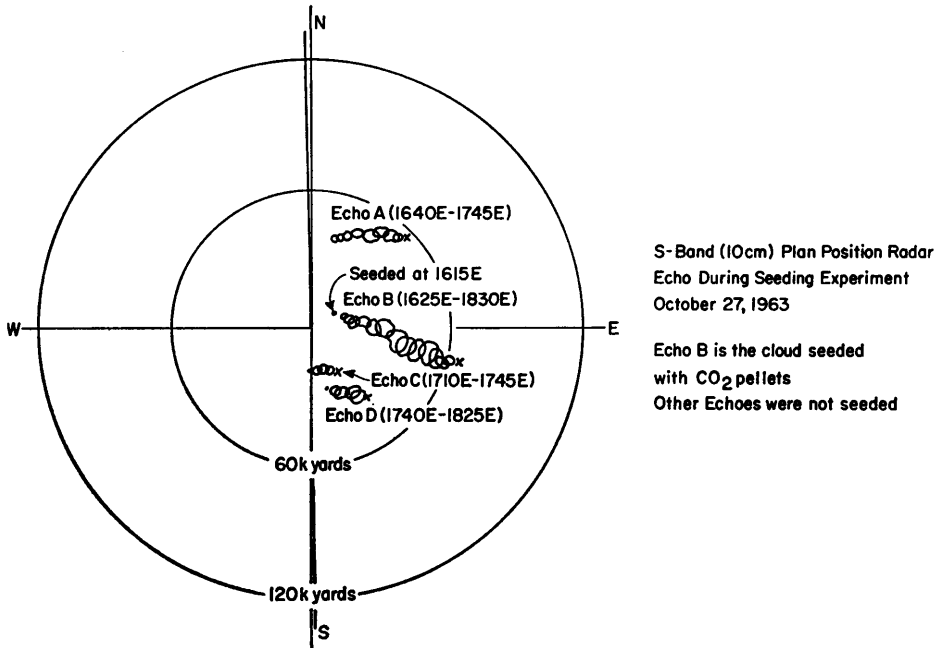 N
Echo A (1640E-1745E)
Seeded at 1615E
Echo B (1625E-1830E)
W
E
Echo C (1710E-1745E)
Echo D (1740E-1825E)
60k yards
120k yards
S
S-Band (10cm) Plan Position Radar
Echo During Seeding Experiment
October 27, 1963
Echo B is the cloud seeded
with CO2 pellets
Other Echoes were not seeded